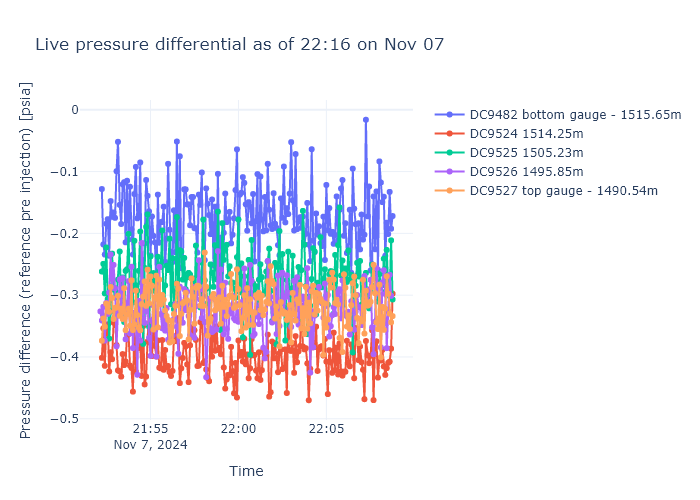 Live pressure differential as of 22:16 on Nov 07
Pressure difference (reference pre injection) [psia]
0
−0.1
−0.2
−0.3
−0.4
−0.5
21:55
Nov 7, 2024
22:00
22:05
Time
DC9482 bottom gauge - 1515.65m
DC9524 1514.25m
DC9525 1505.23m
DC9526 1495.85m
DC9527 top gauge - 1490.54m